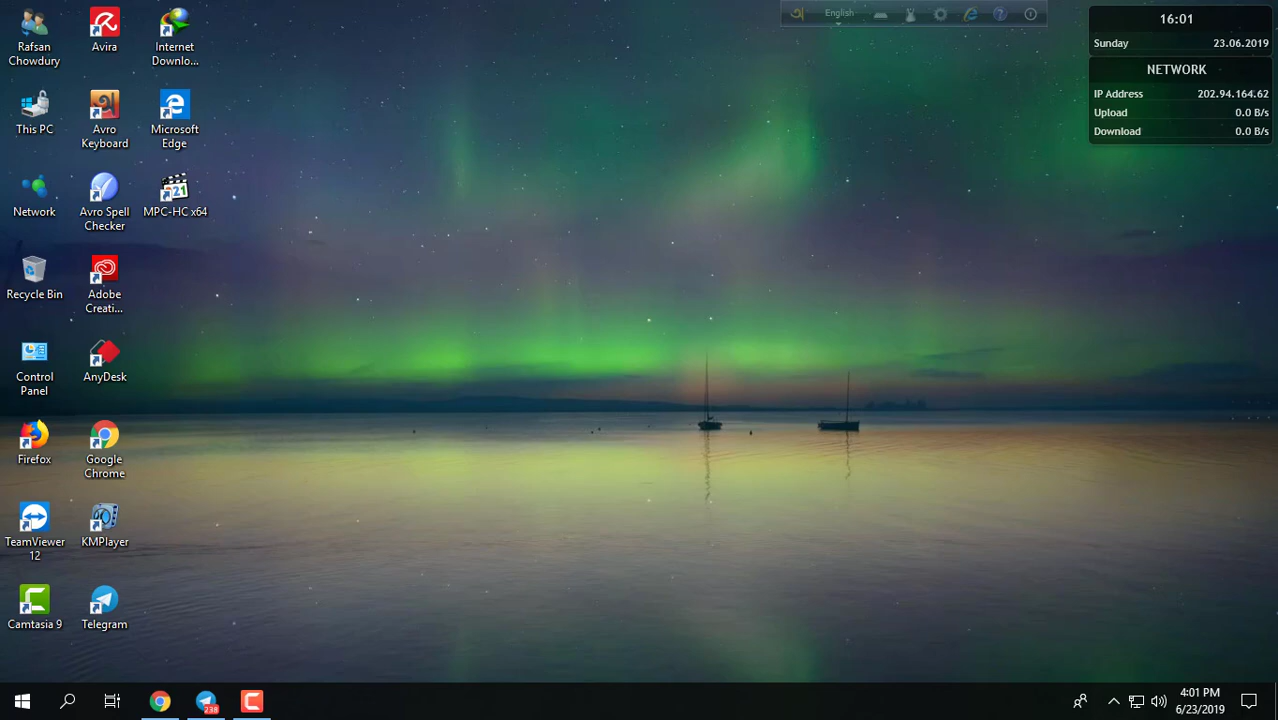 Rafsan
Chowdury
Avira
Internet
Downlo...
This PC
Avro
Keyboard
Microsoft
Edge
Network
Avro Spell
Checker
321
MPC-HC x64
Recycle Bin
Adobe
Creati...
Control
Panel
AnyDesk
Firefox
Google
Chrome
TeamViewer
12
KMPlayer
Camtasia 9
Telegram
অ English
16:01
Sunday 23.06.2019
NETWORK
IP Address 202.94.164.62
Upload 0.0 B/s
Download 0.0 B/s
238
4:01 PM
6/23/2019